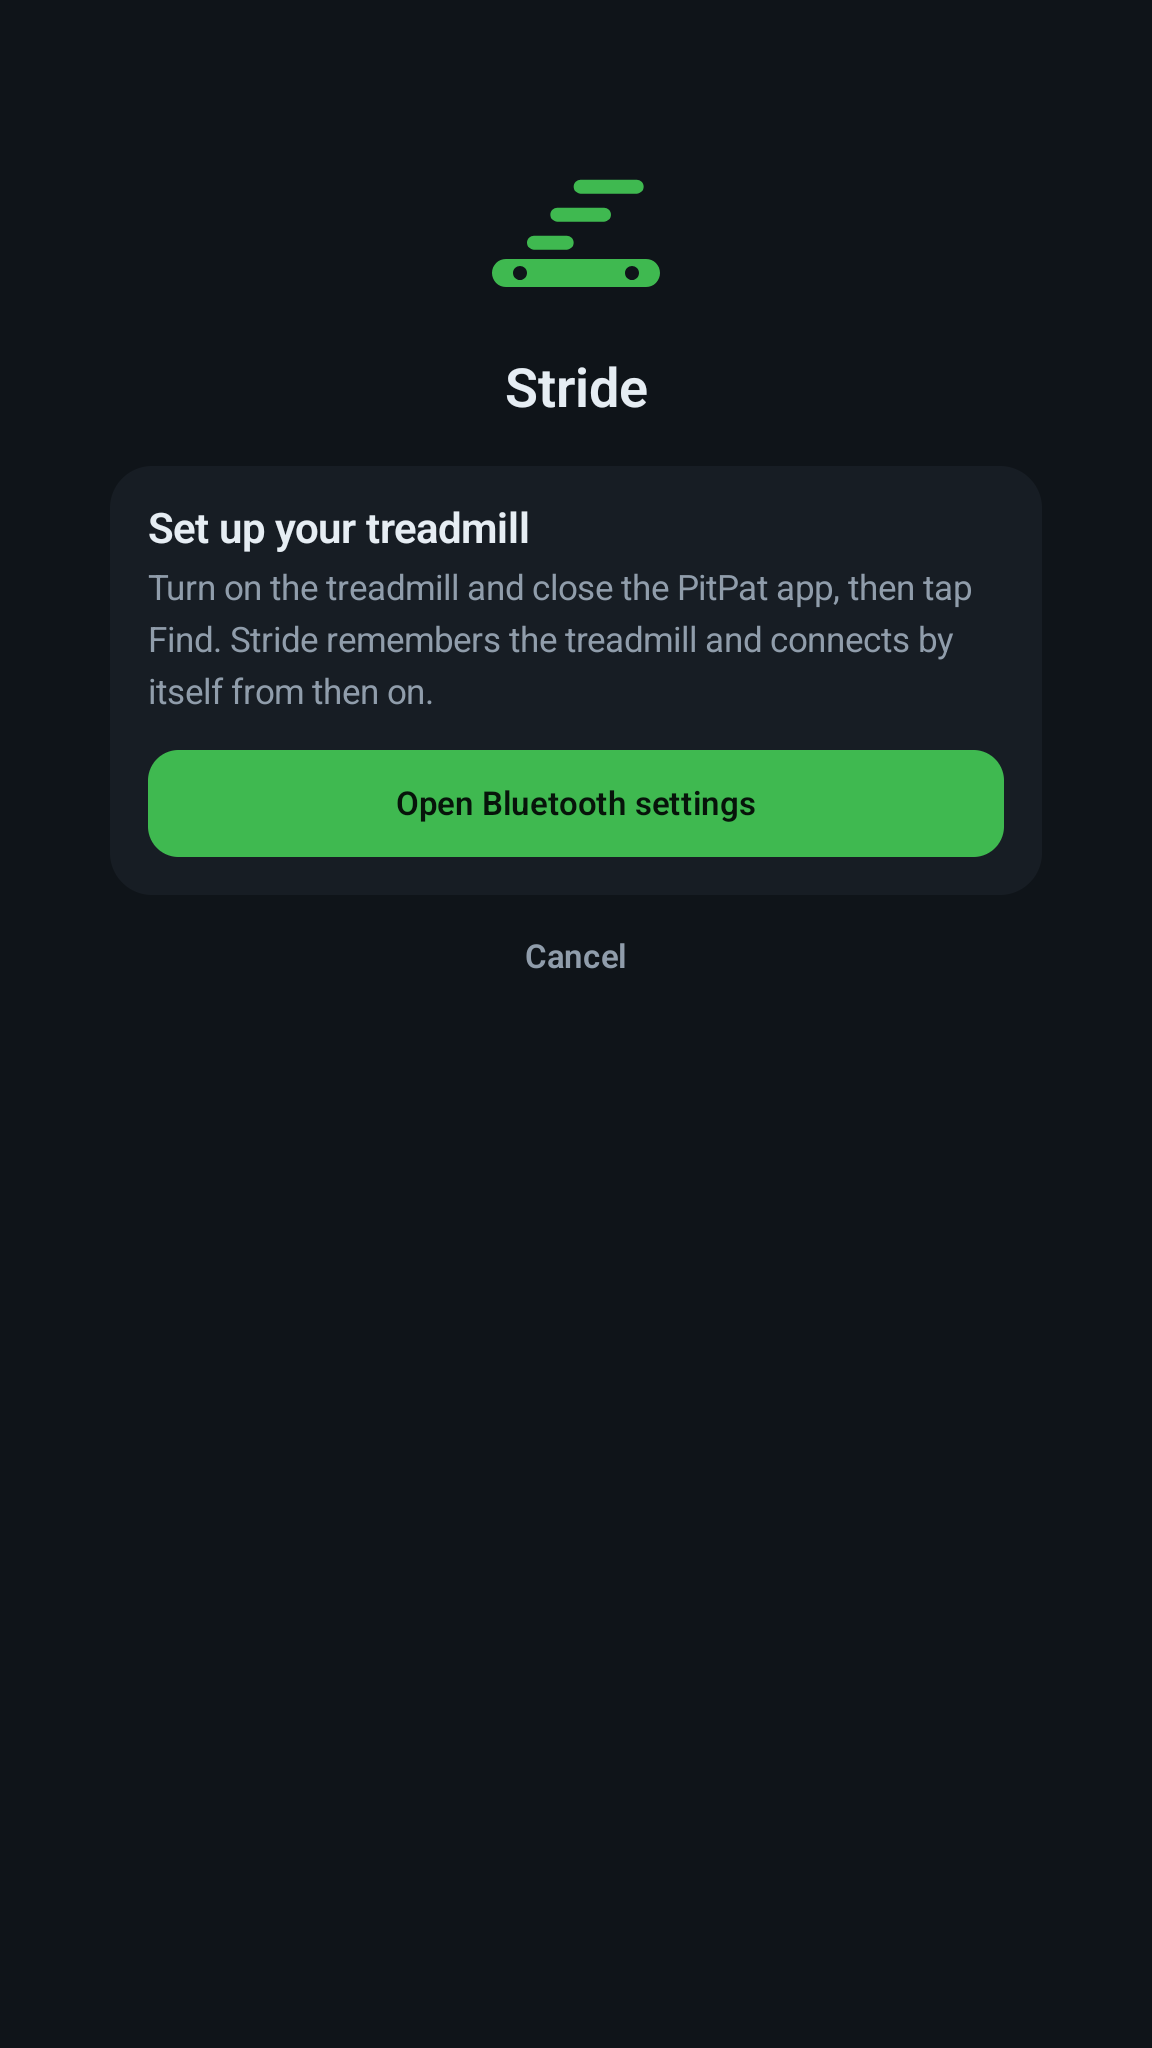 Stride
Set up your treadmill
Turn on the treadmill and close the PitPat app, then tap
Find. Stride remembers the treadmill and connects by
itself from then on.
Open Bluetooth settings
Cancel